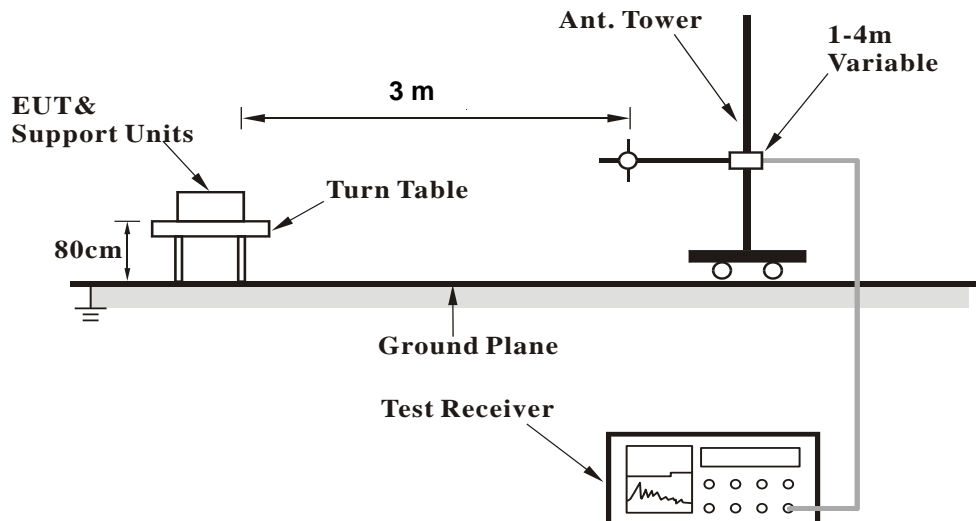 Ant. Tower
1-4m
Variable
3 m
EUT&
Support Units
Turn Table
80cm
Ground Plane
Test Receiver